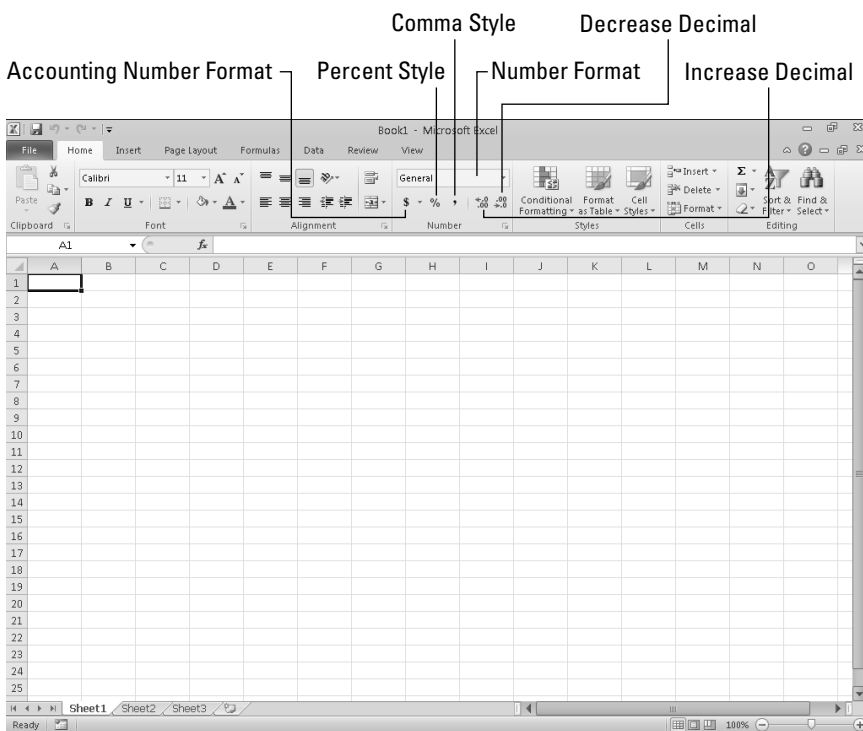 Comma Style Decrease Decimal
Accounting Number Format Percent Style Number Format Increase Decimal
Book1 - Microsoft Excel
File Home Insert Page Layout Formulas Data Review View
Calibri 11 A A General Insert Σ
Paste Delete
B I U A $ % , .00 .00 Conditional Format Cell Format Sort & Find &
Formatting as Table Styles Filter Select
Clipboard Font Alignment Number Styles Cells Editing
A1 fx
A B C D E F G H I J K L M N O
1
2
3
4
5
6
7
8
9
10
11
12
13
14
15
16
17
18
19
20
21
22
23
24
25
Sheet1 Sheet2 Sheet3
Ready 100%